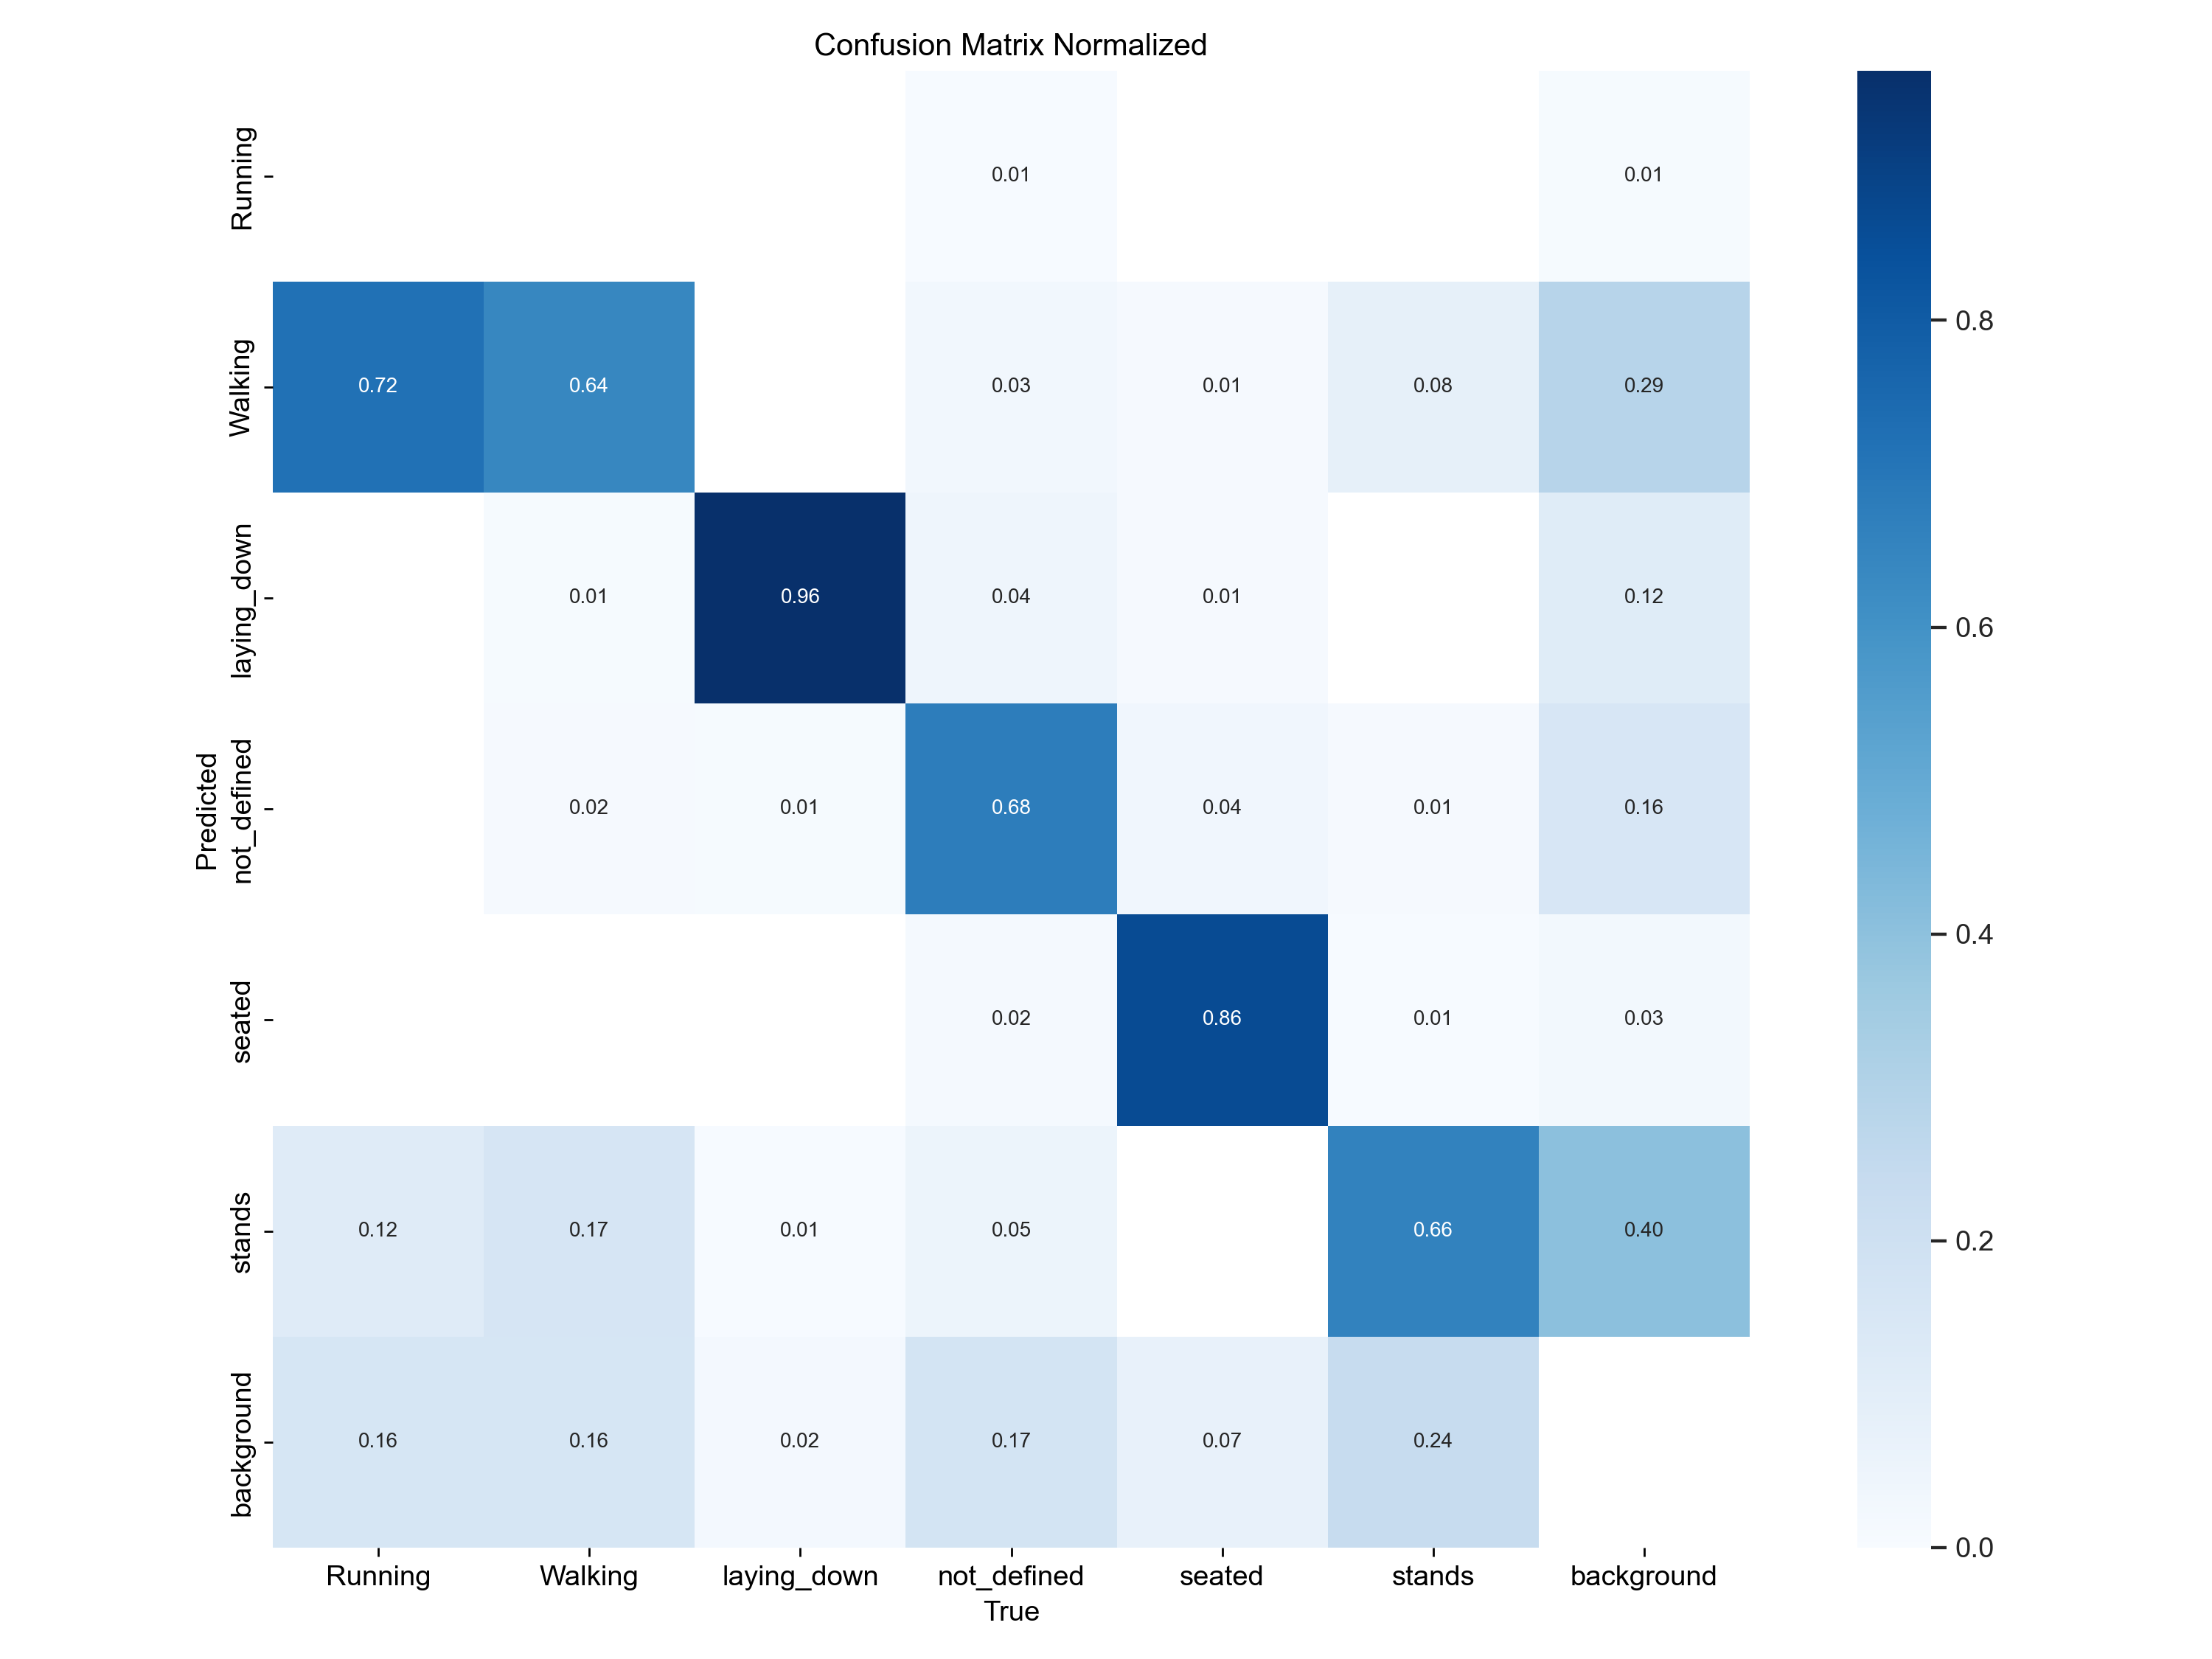 Confusion Matrix Normalized
Running
0.01
0.01
Walking
0.72
0.64
0.03
0.01
0.08
0.29
laying_down
0.01
0.96
0.04
0.01
0.12
Predicted
not_defined
0.02
0.01
0.68
0.04
0.01
0.16
seated
0.02
0.86
0.01
0.03
stands
0.12
0.17
0.01
0.05
0.66
0.40
background
0.16
0.16
0.02
0.17
0.07
0.24
Running
Walking
laying_down
not_defined
seated
stands
background
True
0.8
0.6
0.4
0.2
0.0